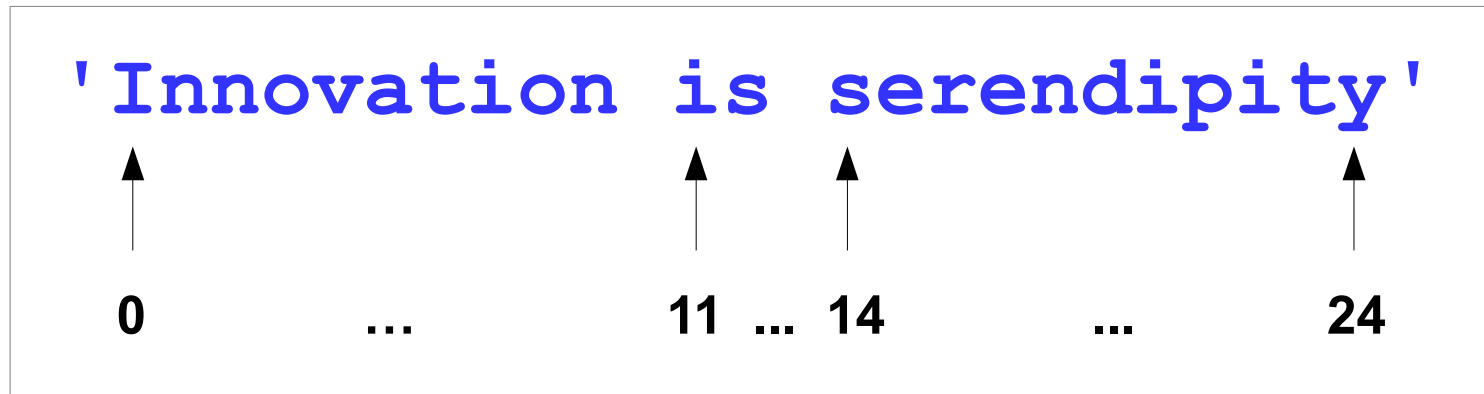 'Innovation is serendipity'
0 ... 11 ... 14 ... 24